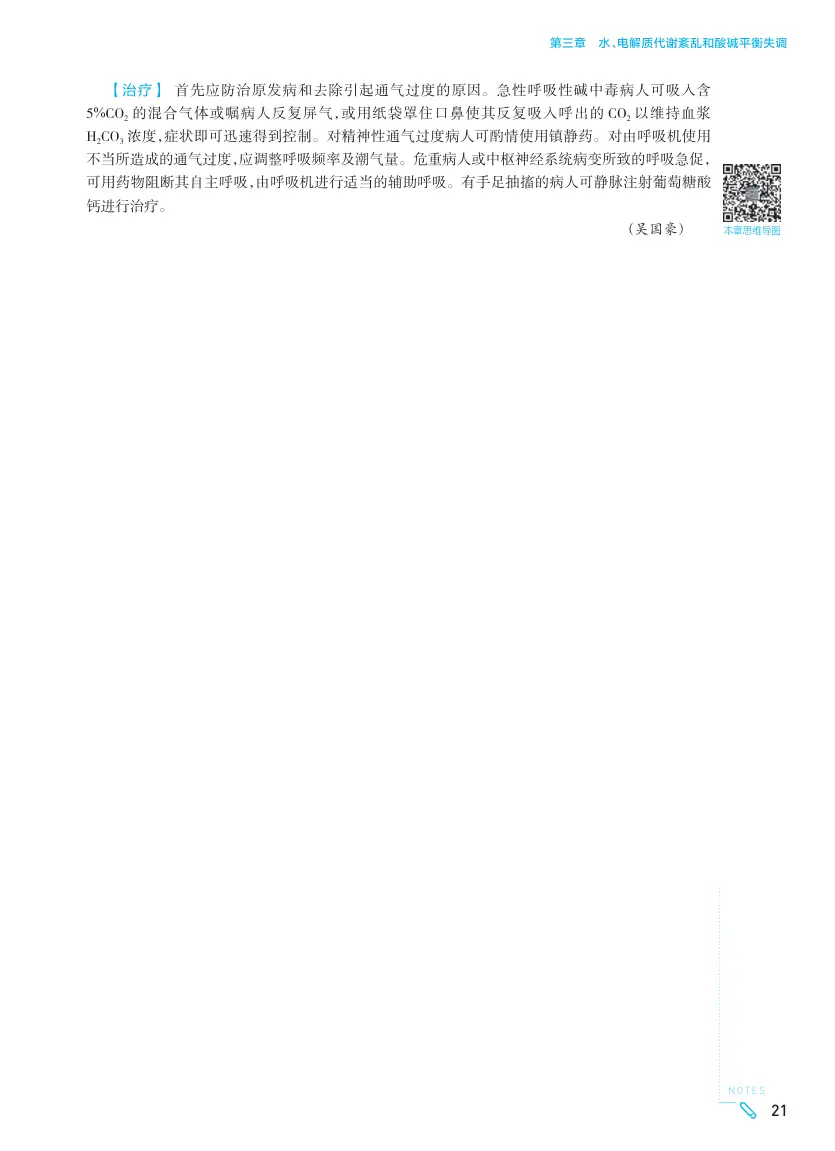 第三章 水、电解质代谢紊乱和酸碱平衡失调
【治疗】 首先应防治原发病和去除引起通气过度的原因。急性呼吸性碱中毒病人可吸入含
5%CO₂ 的混合气体或嘱病人反复屏气,或用纸袋罩住口鼻使其反复吸入呼出的 CO₂ 以维持血浆
H₂CO₃ 浓度,症状即可迅速得到控制。对精神性通气过度病人可酌情使用镇静药。对由呼吸机使用
不当所造成的通气过度,应调整呼吸频率及潮气量。危重病人或中枢神经系统病变所致的呼吸急促,
可用药物阻断其自主呼吸,由呼吸机进行适当的辅助呼吸。有手足抽搐的病人可静脉注射葡萄糖酸
钙进行治疗。
(吴国豪)
本章思维导图
NOTES
21